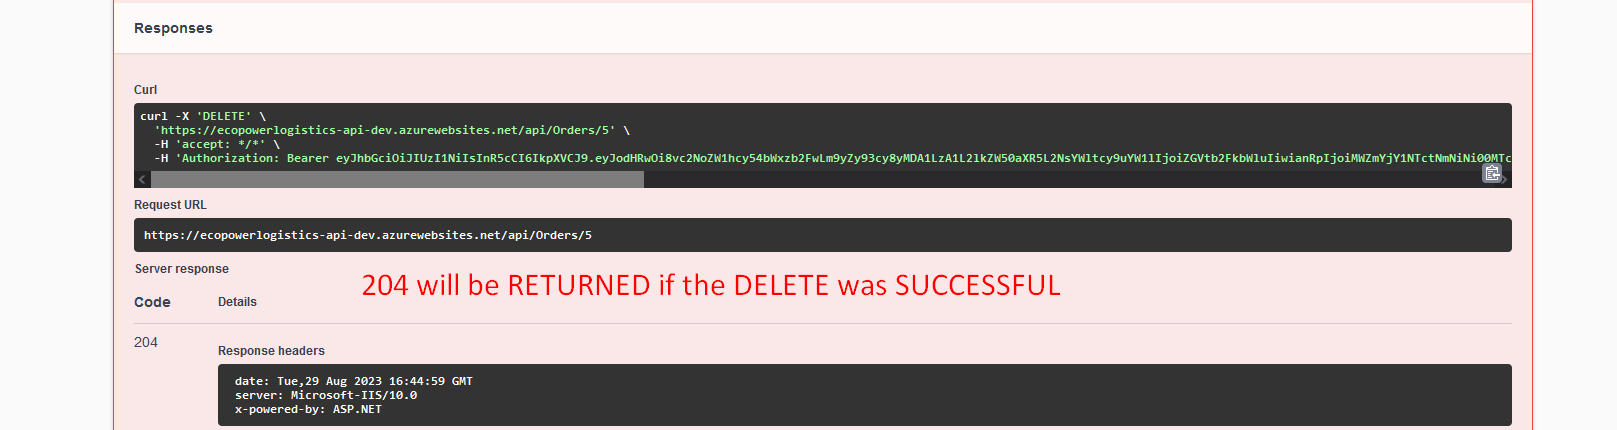 Responses
Curl
curl -X 'DELETE' \
'https://ecopowerlogistics-api-dev.azurewebsites.net/api/Orders/5' \
-H 'accept: */*' \
-H 'Authorization: Bearer eyJhbGciOiJIUzI1NiIsInR5cCI6IkpXVCJ9.eyJodHRwOi8vc2NoZW1hcy54bWxzb2FwLm9yZy93cy8yMDA1LzA1L2lkZW50aXR5L2NsYWltcy9uYW1lIjoiZGVtb2FkbWluIiwianRpIjoiMWZmYjY1NTctNmNiNi00MTc
Request URL
https://ecopowerlogistics-api-dev.azurewebsites.net/api/Orders/5
Server response
204 will be RETURNED if the DELETE was SUCCESSFUL
Code Details
204
Response headers
date: Tue,29 Aug 2023 16:44:59 GMT
server: Microsoft-IIS/10.0
x-powered-by: ASP.NET